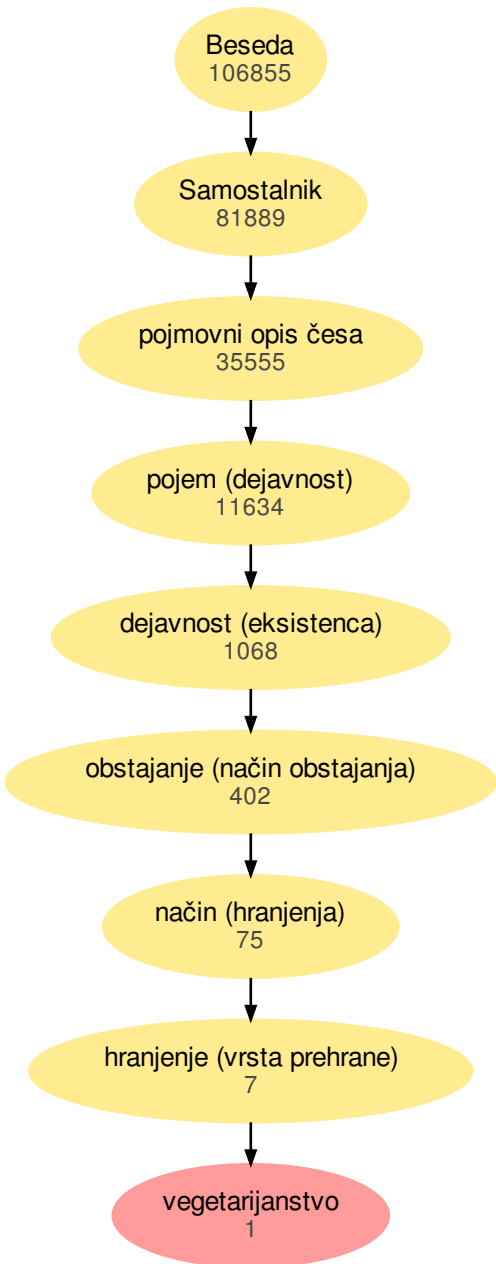 Beseda
106855
Samostalnik
81889
pojmovni opis česa
35555
pojem (dejavnost)
11634
dejavnost (eksistenca)
1068
obstajanje (način obstajanja)
402
način (hranjenja)
75
hranjenje (vrsta prehrane)
7
vegetarijanstvo
1